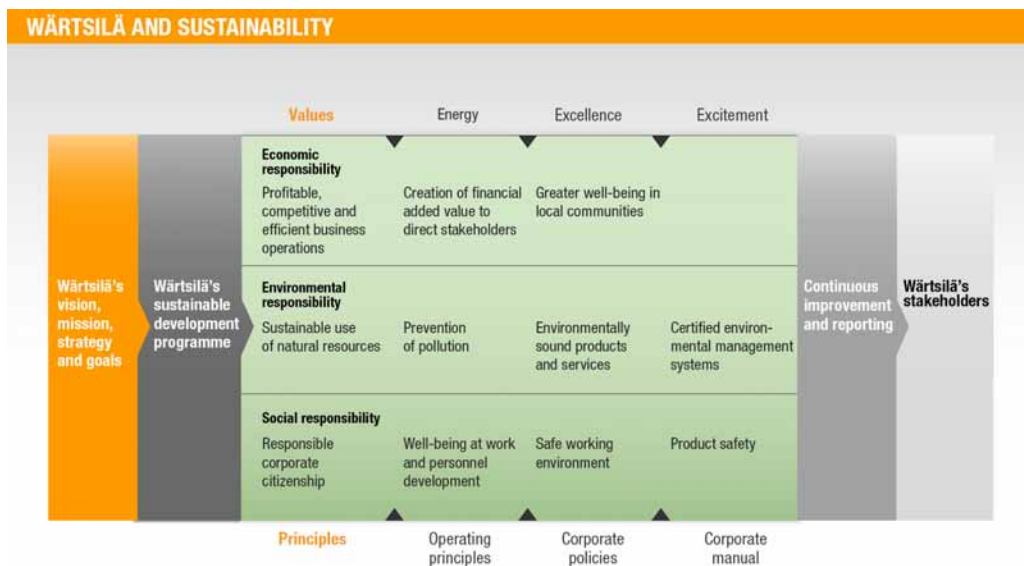 WÄRTSILÄ AND SUSTAINABILITY
Values
Energy
Excellence
Excitement
Wärtsilä's
vision,
mission,
strategy
and goals
Wärtsilä's
sustainable
development
programme
Economic
responsibility
Profitable,
competitive and
efficient business
operations
Creation of financial
added value to
direct stakeholders
Greater well-being in
local communities
Environmental
responsibility
Sustainable use
of natural resources
Prevention
of pollution
Environmentally
sound products
and services
Certified environ-
mental management
systems
Social responsibility
Responsible
corporate
citizenship
Well-being at work
and personnel
development
Safe working
environment
Product safety
Continuous
improvement
and reporting
Wärtsilä's
stakeholders
Principles
Operating
principles
Corporate
policies
Corporate
manual